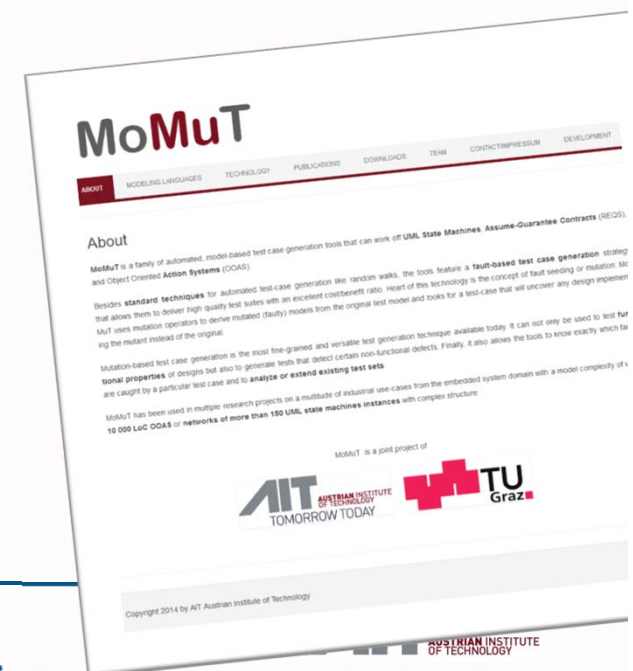 MoMuT
ABOUT MODELING LANGUAGES TECHNOLOGY PUBLICATIONS DOWNLOADS TEAM CONTACT/IMPRESSUM DEVELOPMENT
About
MoMuT is a family of automated, model-based test case generation tools that can work off UML State Machines, Assume-Guarantee Contracts (REQS),
and Object Oriented Action Systems (OOAS).
Besides standard techniques for automated test-case generation like random walks, the tools feature a fault-based test case generation strategy
that allows them to deliver high quality test suites with an excellent cost/benefit ratio. Heart of this technology is the concept of fault seeding or mutation. Mo
MuT uses mutation operators to derive mutated (faulty) models from the original test model and looks for a test-case that will uncover any design implemen
ing the mutant instead of the original.
Mutation-based test case generation is the most fine-grained and versatile test generation technique available today. It can not only be used to test fun
tional properties of designs but also to generate tests that detect certain non-functional defects. Finally, it also allows the tools to know exactly which fau
are caught by a particular test case and to analyze or extend existing test sets.
MoMuT has been used in multiple research projects on a multitude of industrial use-cases from the embedded system domain with a model complexity of u
10 000 LoC OOAS or networks of more than 150 UML state machines instances with complex structure.
MoMuT is a joint project of
AIT AUSTRIAN INSTITUTE
OF TECHNOLOGY
TOMORROW TODAY
TU
Graz
Copyright 2014 by AIT Austrian Institute of Technology
AUSTRIAN INSTITUTE
OF TECHNOLOGY